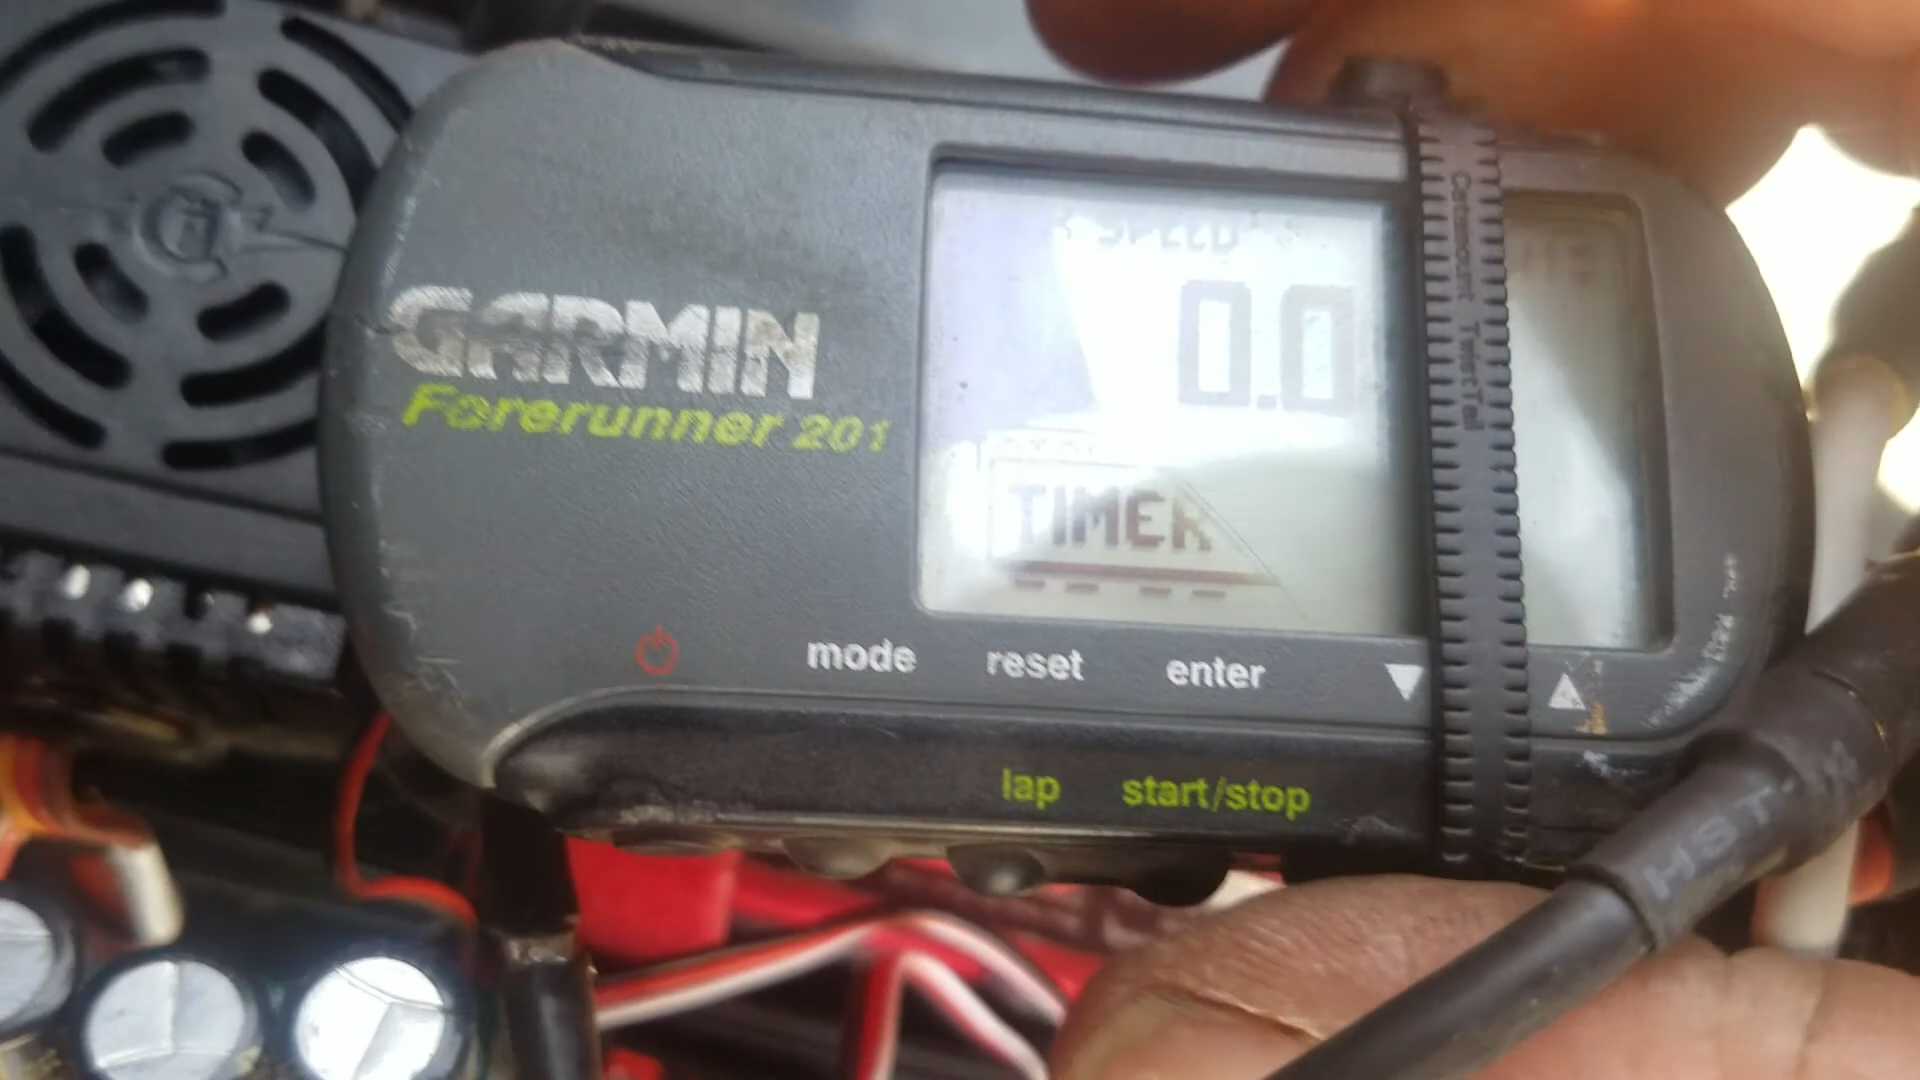 GARMIN
Forerunner 201
SPEED
0.0
TIMER
mode reset enter
lap start/stop
HST